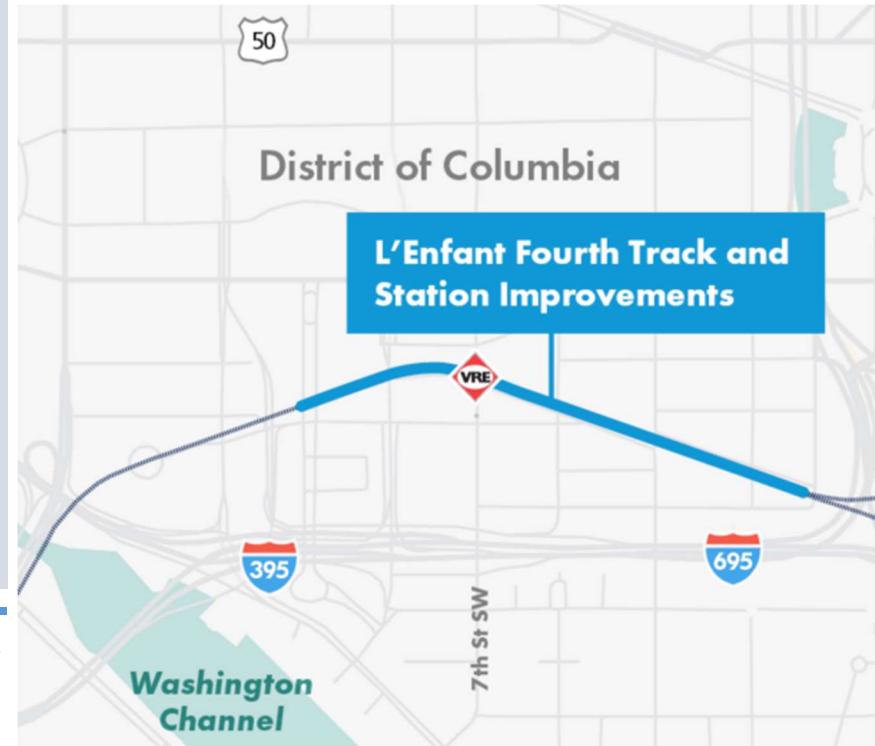 50
District of Columbia
L’Enfant Fourth Track and
Station Improvements
VRE
395
695
7th St SW
Washington
Channel